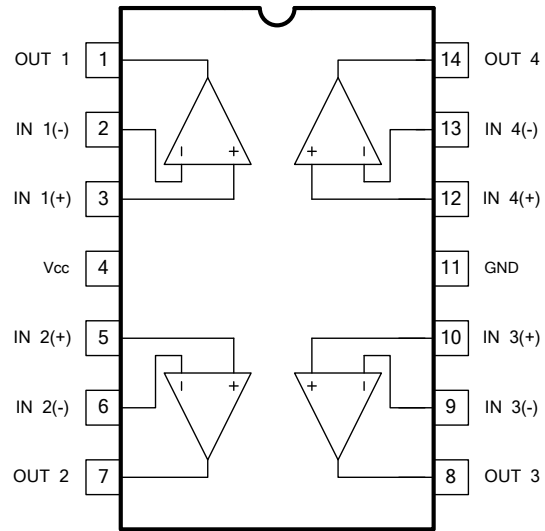 OUT 1 1 14 OUT 4
IN 1(-) 2 13 IN 4(-)
- + + -
IN 1(+) 3 12 IN 4(+)
Vcc 4 11 GND
IN 2(+) 5 10 IN 3(+)
- + + -
IN 2(-) 6 9 IN 3(-)
OUT 2 7 8 OUT 3